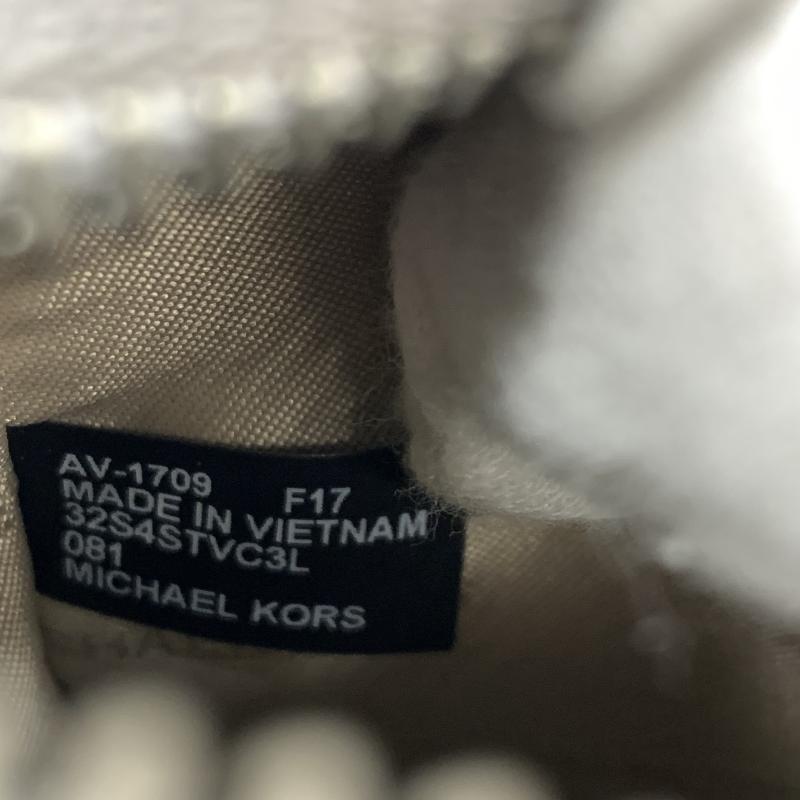 AV-1709 F17
MADE IN VIETNAM
32S4STVC3L
081
MICHAEL KORS